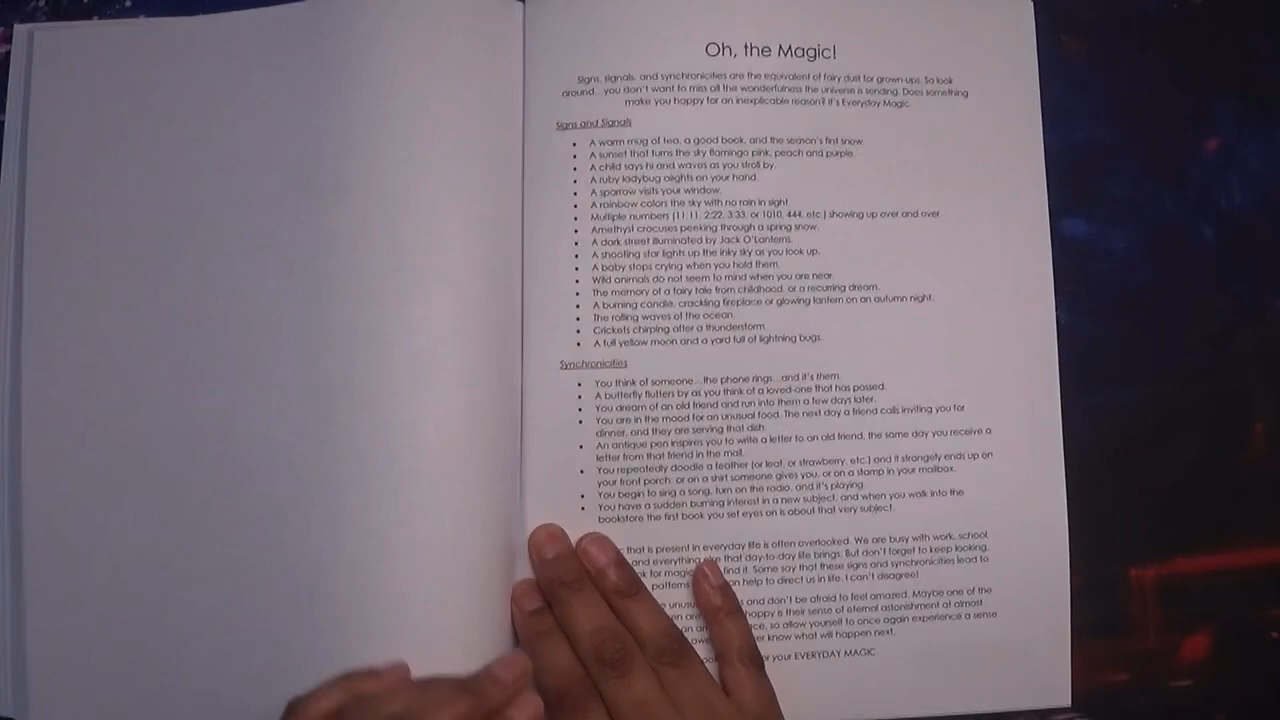 Oh, the Magic!
Signs, signals, and synchronicities are the equivalent of fairy dust for grown-ups. So look
around... you don't want to miss all the wonderfulness the universe is sending. Does something
make you happy for an inexplicable reason? It's Everyday Magic.
Signs and Signals
• A warm mug of tea, a good book, and the season's first snow
• A sunset that turns the sky flamingo pink, peach and purple.
• A child says hi and waves as you stroll by.
• A ruby ladybug alights on your hand.
• A sparrow visits your window.
• A rainbow colors the sky with no rain in sight
• Multiple numbers (11:11, 2:22, 3:33, or 1010, 444, etc.) showing up over and over
• Amethyst crocuses peeking through a spring snow.
• A dark street illuminated by Jack O'Lanterns.
• A shooting star lights up the inky sky as you look up.
• A baby stops crying when you hold them.
• Wild animals do not seem to mind when you are near.
• The memory of a fairy tale from childhood, or a recurring dream.
• A burning candle, crackling fireplace or glowing lantern on an autumn night.
• The rolling waves of the ocean.
• Crickets chirping after a thunderstorm
• A full yellow moon and a yard full of lightning bugs.
Synchronicities
• You think of someone...the phone rings...and it's them.
• A butterfly flutters by as you think of a loved-one that has passed.
• You dream of an old friend and run into them a few days later.
• You are in the mood for an unusual food. The next day a friend calls inviting you for
dinner, and they are serving that dish.
• An antique pen inspires you to write a letter to an old friend, the same day you receive a
letter from that friend in the mail.
• You repeatedly doodle a feather (or leaf, or strawberry, etc.) and it strangely ends up on
your front porch, or on a shirt someone gives you, or on a stamp in your mailbox.
• You begin to sing a song, turn on the radio, and it's playing
• You have a sudden burning interest in a new subject, and when you walk into the
bookstore the first book you set eyes on is about that very subject.
that is present in everyday life is often overlooked. We are busy with work, school,
and everything else that day-to-day life brings. But don't forget to keep looking.
for magic find it. Some say that these signs and synchronicities lead to
patterns can help to direct us in life. I can't disagree!
and don't be afraid to feel amazed. Maybe one of the
happy is their sense of eternal astonishment at almost
so allow yourself to once again experience a sense
know what will happen next.
your EVERYDAY MAGIC